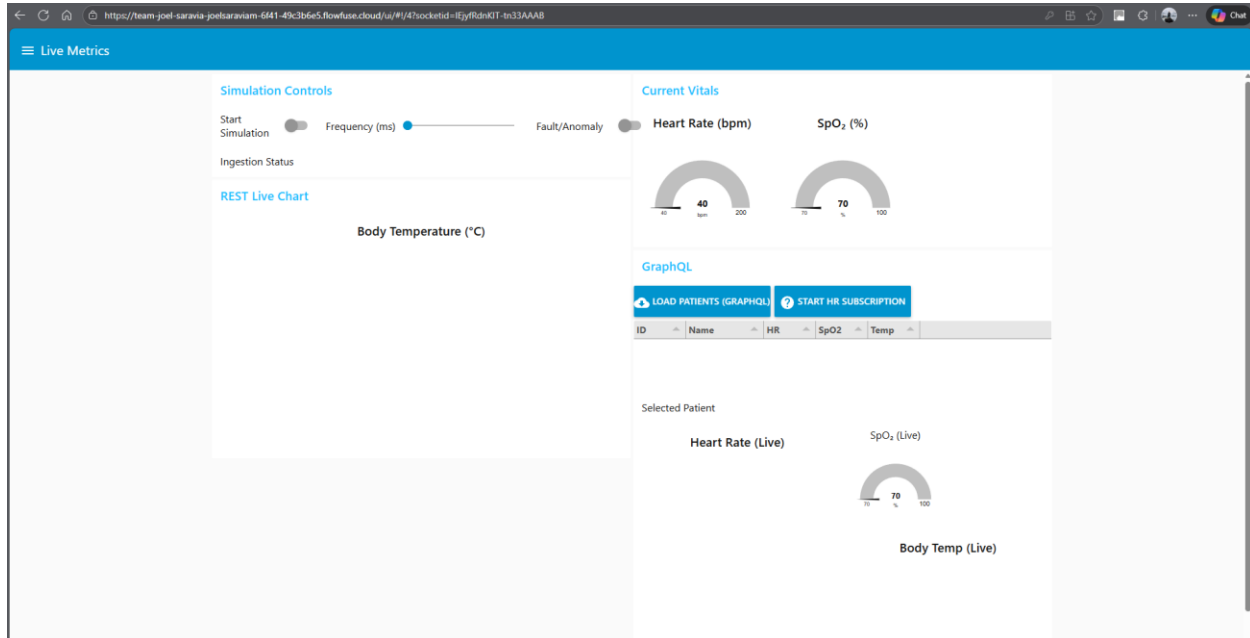 https://team-joel-saravia-joelsaraviam-6f41-49c3b6e5.flowfuse.cloud/ui/#!/4?socketid=IEjyfRdnKIT-tn33AAAB
Chat
Live Metrics
Simulation Controls
Start Simulation
Frequency (ms)
Fault/Anomaly
Ingestion Status
REST Live Chart
Body Temperature (°C)
Current Vitals
Heart Rate (bpm)
SpO₂ (%)
40
bpm
40
200
70
%
70
100
GraphQL
LOAD PATIENTS (GRAPHQL)
START HR SUBSCRIPTION
ID Name HR SpO2 Temp
Selected Patient
Heart Rate (Live)
SpO₂ (Live)
70
%
70
100
Body Temp (Live)